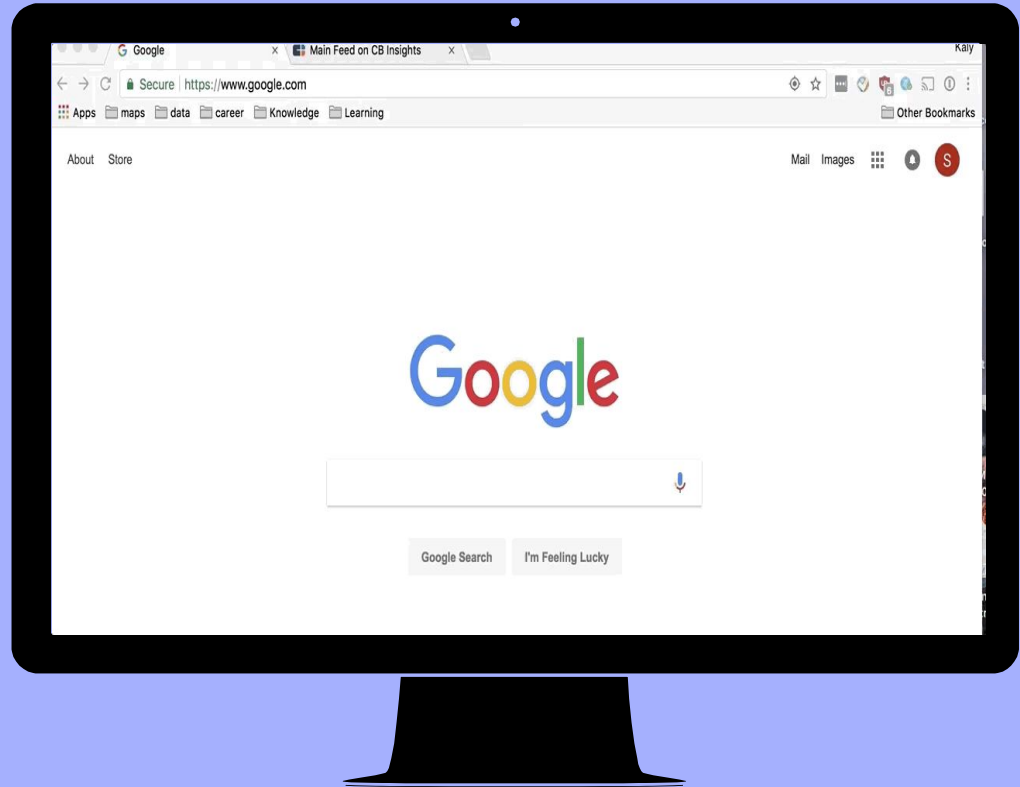 Google x Main Feed on CB Insights x Kaly
Secure https://www.google.com
Apps maps data career Knowledge Learning Other Bookmarks
About Store Mail Images S
Google
Google Search I'm Feeling Lucky